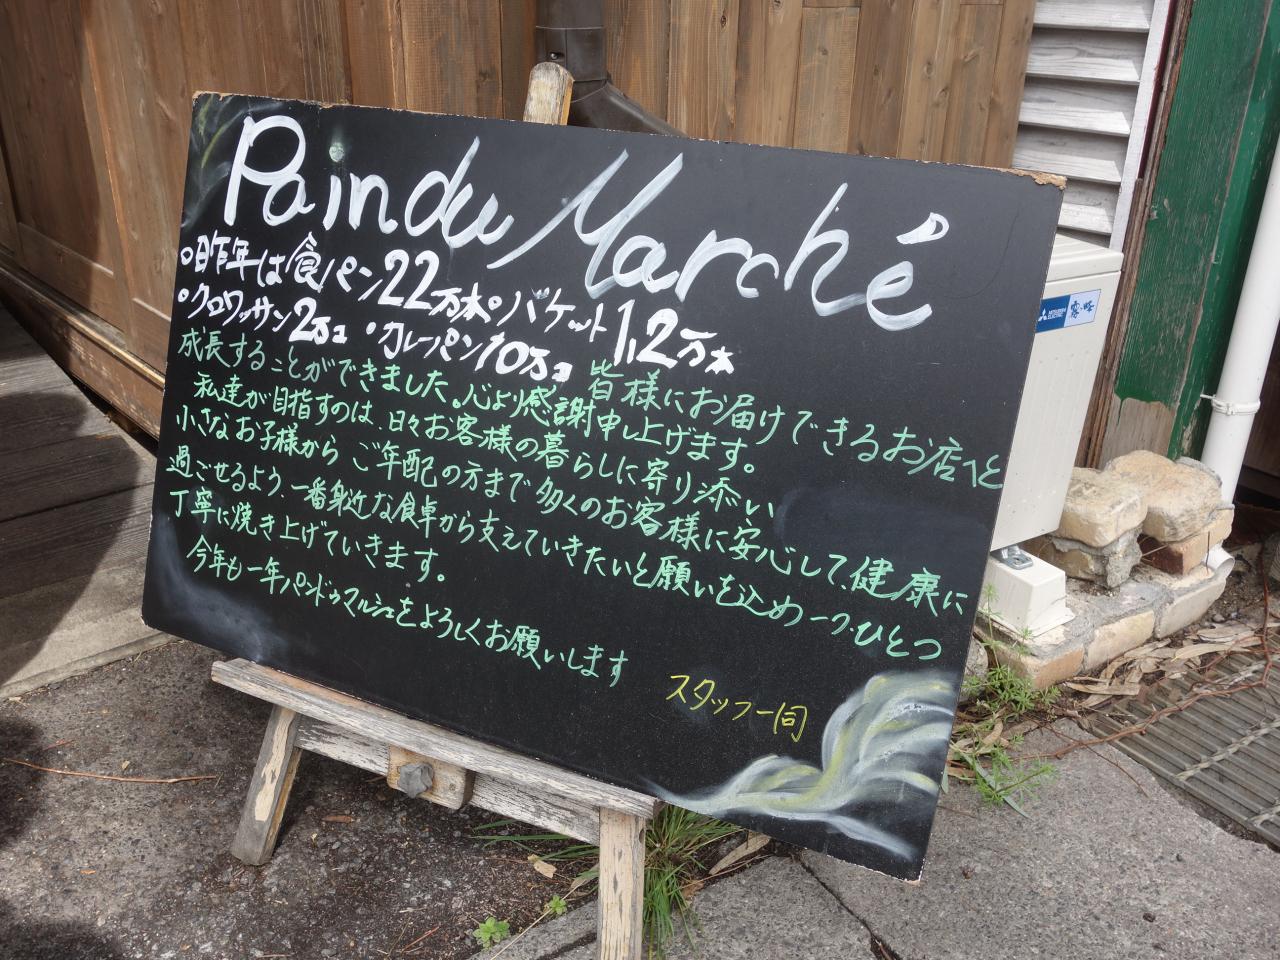 Pain du Marché
○昨年は食パン22万本○バケット1,2万本
・クロワッサン2万コ ・カレーパン10万コ
皆様にお届けできるお店へと
成長することができました。心より感謝申し上げます。
私達が目指すのは、日々お客様の暮らしに寄り添い
小さなお子様から ご年配の方まで多くのお客様に安心して、健康に
過ごせるよう、一番身近な食卓から支えていきたいと願いを込め一つ、ひとつ
丁寧に焼き上げていきます。
今年も一年パンドゥマルシェをよろしくお願いします
スタッフ一同
MITSUBISHI ELECTRIC
霧ヶ峰